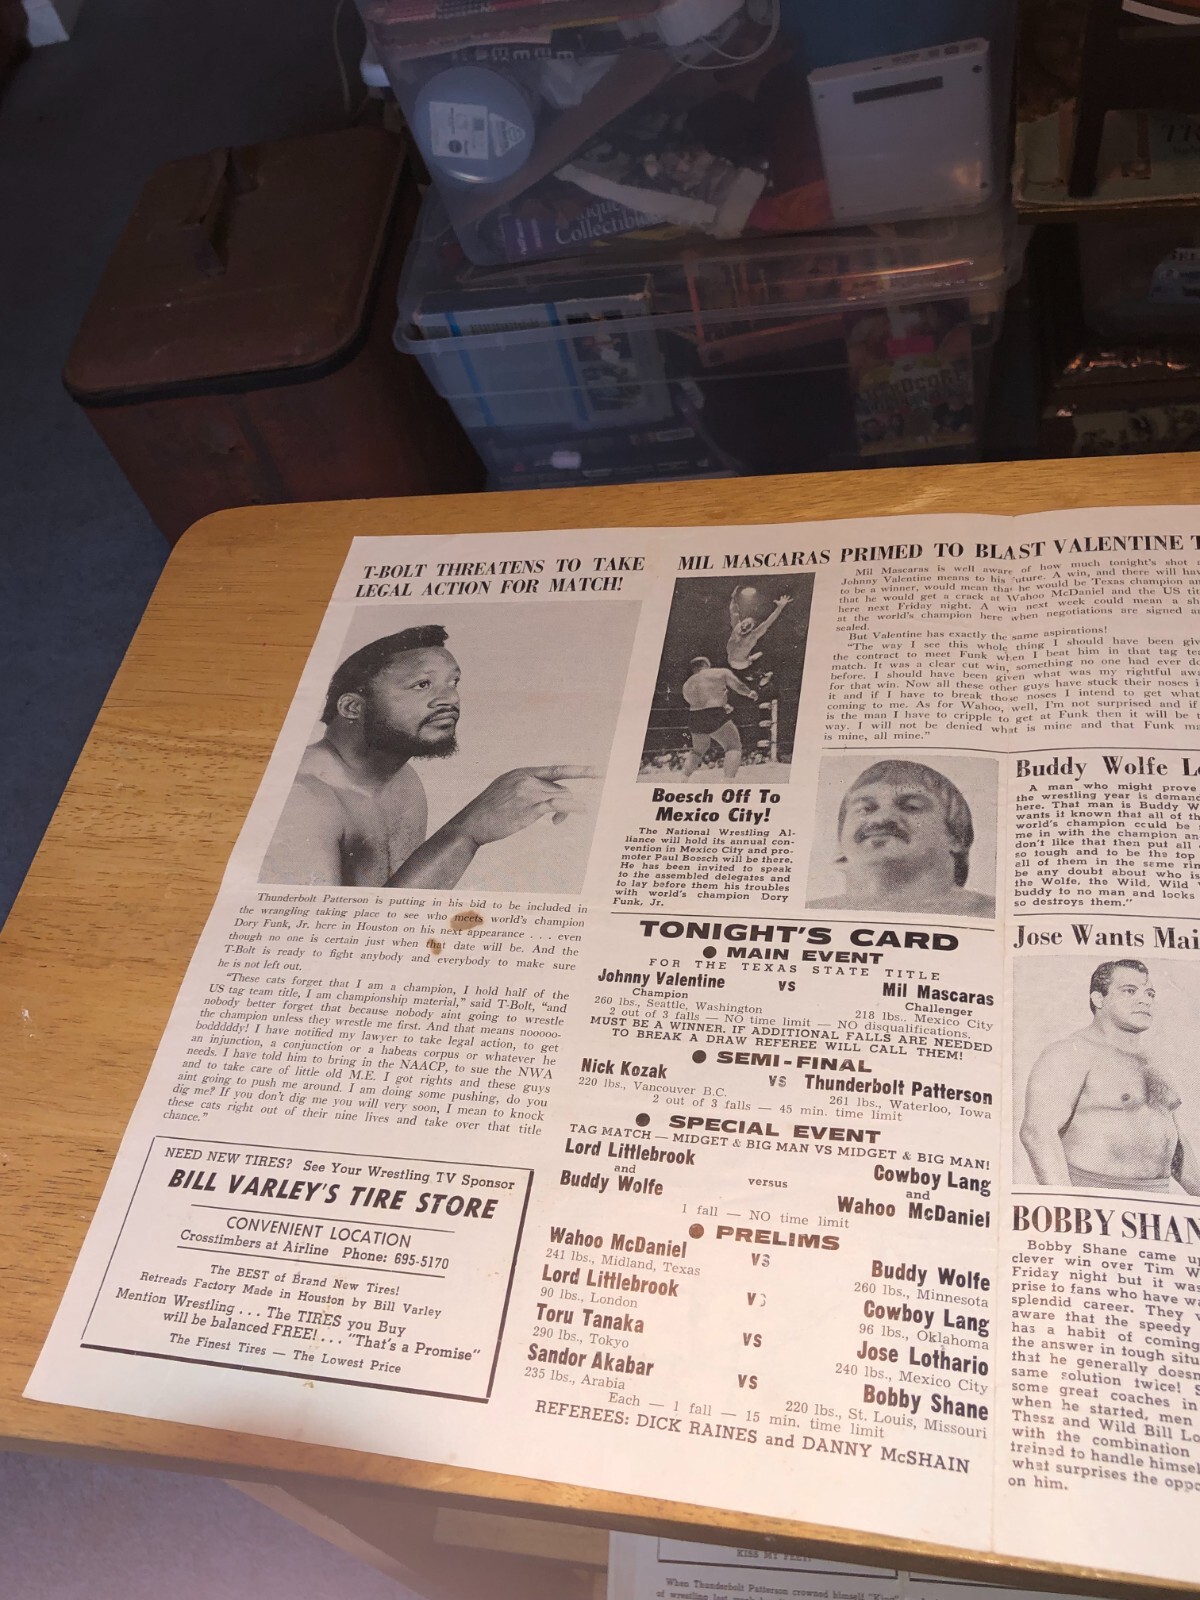 Antiques
Collectibles
HARDCORE
T-BOLT THREATENS TO TAKE
LEGAL ACTION FOR MATCH!
Thunderbolt Patterson is putting in his bid to be included in
the wrangling taking place to see who meets world's champion
Dory Funk, Jr. here in Houston on his next appearance . . . even
though no one is certain just when that date will be. And the
T-Bolt is ready to fight anybody and everybody to make sure
he is not left out.
"These cats forget that I am a champion, I hold half of the
US tag team title, I am championship material," said T-Bolt, "and
nobody better forget that because nobody aint going to wrestle
the champion unless they wrestle me first. And that means nooooo-
bodddddy! I have notified my lawyer to take legal action, to get
an injunction, a conjunction or a habeas corpus or whatever he
needs. I have told him to bring in the NAACP, to sue the NWA
and to take care of little old M.E. I got rights and these guys
aint going to push me around. I am doing some pushing, do you
dig me? If you don't dig me you will very soon, I mean to knock
these cats right out of their nine lives and take over that title
chance."
NEED NEW TIRES? See Your Wrestling TV Sponsor
BILL VARLEY'S TIRE STORE
CONVENIENT LOCATION
Crosstimbers at Airline Phone: 695-5170
The BEST of Brand New Tires!
Retreads Factory Made in Houston by Bill Varley
Mention Wrestling . . . The TIRES you Buy
will be balanced FREE! . . . "That's a Promise"
The Finest Tires — The Lowest Price
MIL MASCARAS PRIMED TO BLAST VALENTINE
Mil Mascaras is well aware of how much tonight's shot
Johnny Valentine means to his future. A win, and there will
to be a winner, would mean that he would be Texas champion
that he would get a crack at Wahoo McDaniel and the US
here next Friday night. A win next week could mean a
at the world's champion here when negotiations are signed
sealed.
But Valentine has exactly the same aspirations!
"The way I see this whole thing I should have been
the contract to meet Funk when I beat him in that tag
match. It was a clear cut win, something no one had ever
before. I should have been given what was my rightful
for that win. Now all these other guys have stuck their noses
it and if I have to break those noses I intend to get what
coming to me. As for Wahoo, well, I'm not surprised and if
is the man I have to cripple to get at Funk then it will be
way. I will not be denied what is mine and that Funk
is mine, all mine."
Boesch Off To
Mexico City!
The National Wrestling Al-
liance will hold its annual con-
vention in Mexico City and pro-
moter Paul Boesch will be there.
He has been invited to speak
to the assembled delegates and
to lay before them his troubles
with world's champion Dory
Funk, Jr.
TONIGHT'S CARD
● MAIN EVENT
FOR THE TEXAS STATE TITLE
Johnny Valentine VS Mil Mascaras
Champion Challenger
260 lbs., Seattle, Washington 218 lbs. Mexico City
2 out of 3 falls — NO time limit — NO disqualifications,
MUST BE A WINNER. IF ADDITIONAL FALLS ARE NEEDED
TO BREAK A DRAW REFEREE WILL CALL THEM!
● SEMI-FINAL
Nick Kozak VS Thunderbolt Patterson
220 lbs., Vancouver B.C. 261 lbs., Waterloo, Iowa
2 out of 3 falls — 45 min. time limit
● SPECIAL EVENT
TAG MATCH — MIDGET & BIG MAN VS MIDGET & BIG MAN!
Lord Littlebrook Cowboy Lang
and versus and
Buddy Wolfe Wahoo McDaniel
1 fall — NO time limit
● PRELIMS
Wahoo McDaniel VS Buddy Wolfe
241 lbs., Midland, Texas 260 lbs., Minnesota
Lord Littlebrook VS Cowboy Lang
90 lbs., London 96 lbs., Oklahoma
Toru Tanaka VS Jose Lothario
290 lbs., Tokyo 240 lbs., Mexico City
Sandor Akabar VS Bobby Shane
235 lbs., Arabia 220 lbs., St. Louis, Missouri
Each — 1 fall — 15 min. time limit
REFEREES: DICK RAINES and DANNY McSHAIN
Buddy Wolfe
A man who might prove
the wrestling year is
here. That man is Buddy
wants it known that all of
world's champion could be
me in with the champion
don't like that then put all
so tough and to be the top
all of them in the same
be any doubt about who is
the Wolfe, the Wild, Wild
buddy to no man and looks
so destroys them."
Jose Wants
BOBBY
Bobby Shane came
clever win over Tim
Friday night but it was
prise to fans who have
splendid career. They
aware that the speedy
has a habit of coming
the answer in tough
that he generally
same solution twice!
some great coaches in
when he started, men
Thesz and Wild Bill
with the combination
trained to handle
what surprises the
on him.
KISS MY FEET!
When Thunderbolt Patterson crowned himself